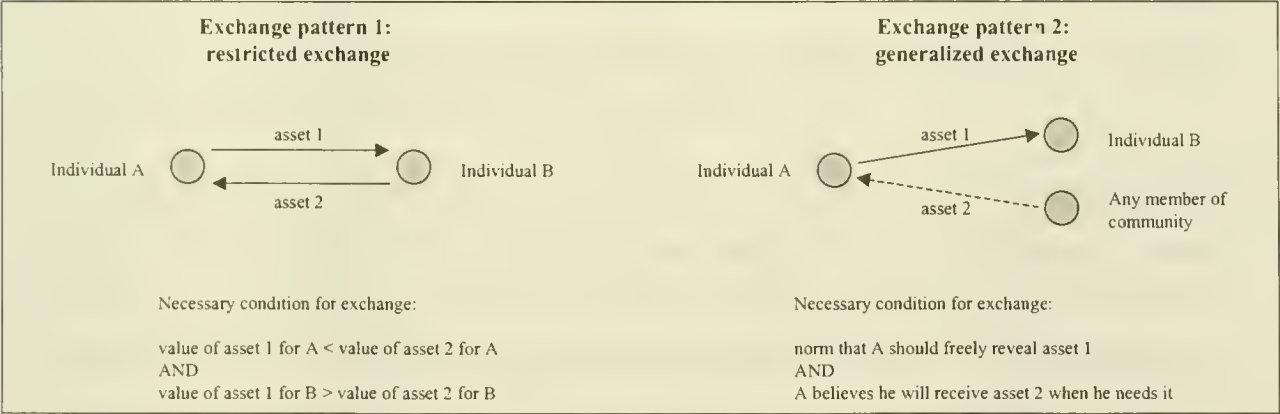 Exchange pattern 1:
restricted exchange
asset 1
Individual A
Individual B
asset 2
Necessary condition for exchange:
value of asset 1 for A < value of asset 2 for A
AND
value of asset 1 for B > value of asset 2 for B
Exchange pattern 2:
generalized exchange
asset 1
Individual B
Individual A
asset 2
Any member of
community
Necessary condition for exchange:
norm that A should freely reveal asset 1
AND
A believes he will receive asset 2 when he needs it